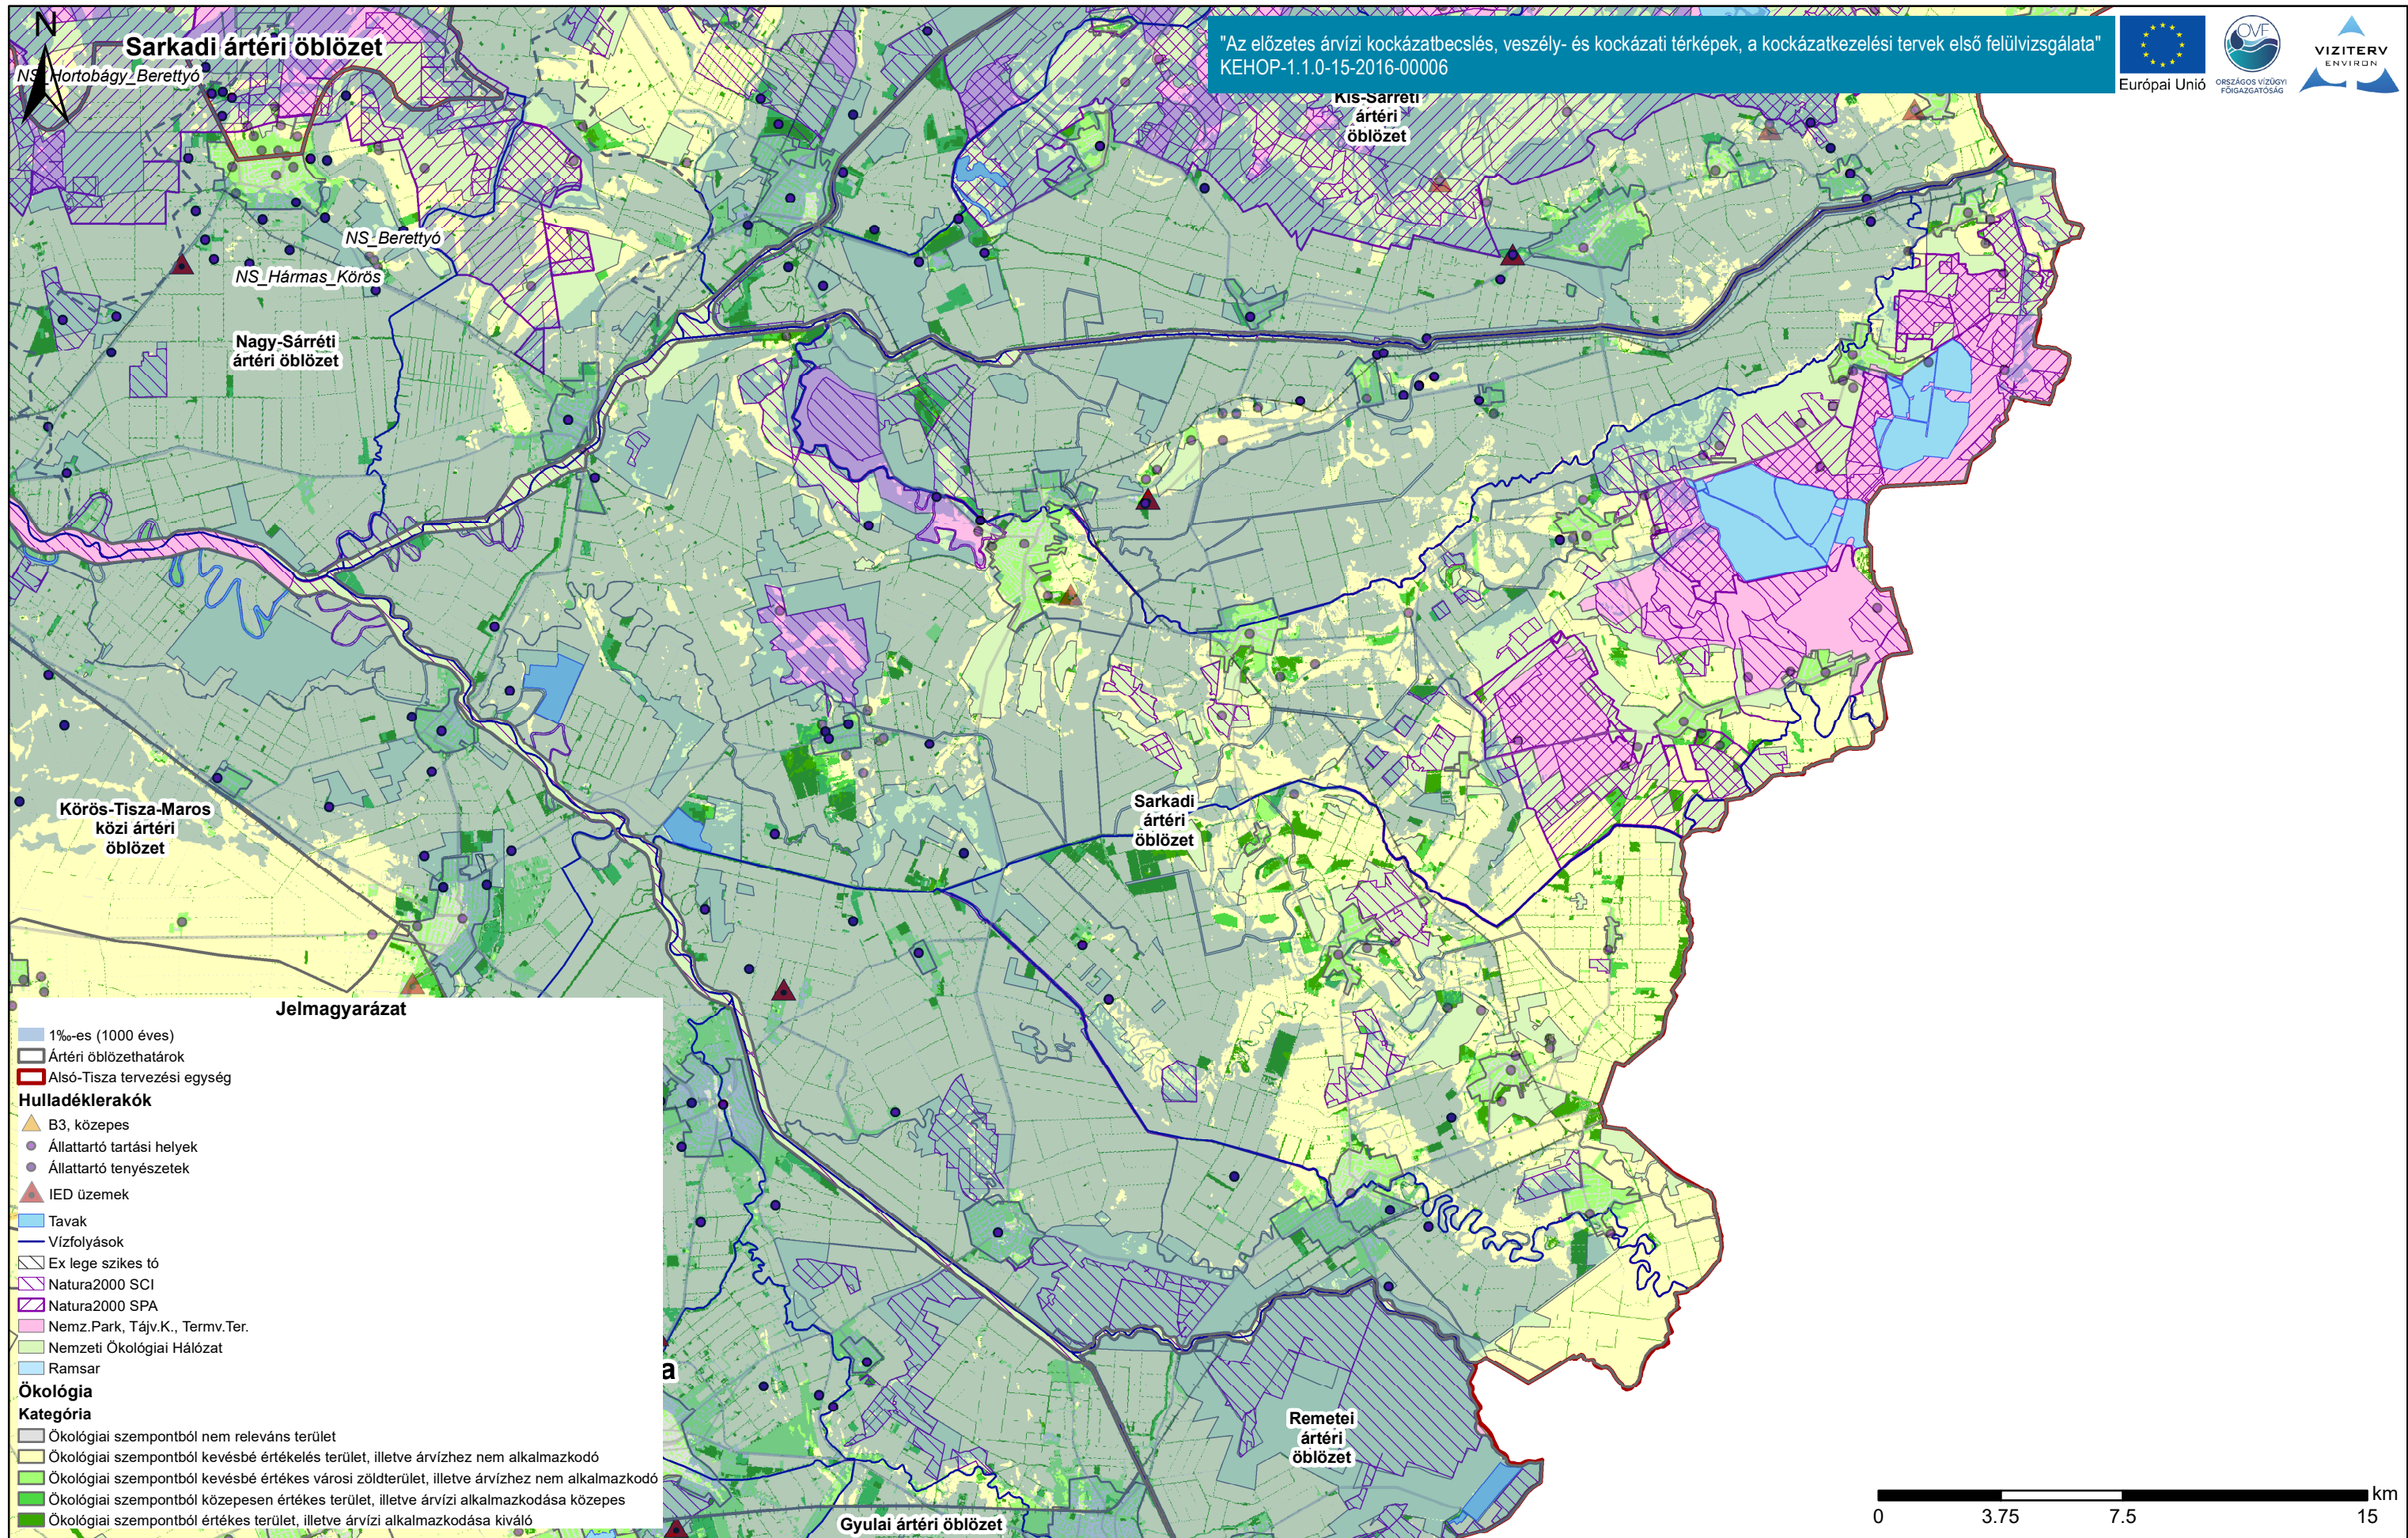 N
Sarkadi ártéri öblözet
NS_Hortobágy_Berettyó
"Az előzetes árvízi kockázatbecslés, veszély- és kockázati térképek, a kockázatkezelési tervek első felülvizsgálata"
KEHOP-1.1.0-15-2016-00006
Európai Unió
OVF
ORSZÁGOS VÍZÜGYI
FŐIGAZGATÓSÁG
VIZITERV
ENVIRON
Kis-Sárréti
ártéri
öblözet
NS_Berettyó
NS_Hármas_Körös
Nagy-Sárréti
ártéri öblözet
Körös-Tisza-Maros
közi ártéri
öblözet
Sarkadi
ártéri
öblözet
Jelmagyarázat
1‰-es (1000 éves)
Ártéri öblözethatárok
Alsó-Tisza tervezési egység
Hulladéklerakók
B3, közepes
Állattartó tartási helyek
Állattartó tenyészetek
IED üzemek
Tavak
Vízfolyások
Ex lege szikes tó
Natura2000 SCI
Natura2000 SPA
Nemz.Park, Tájv.K., Termv.Ter.
Nemzeti Ökológiai Hálózat
Ramsar
Ökológia
Kategória
Ökológiai szempontból nem releváns terület
Ökológiai szempontból kevésbé értékelés terület, illetve árvízhez nem alkalmazkodó
Ökológiai szempontból kevésbé értékes városi zöldterület, illetve árvízhez nem alkalmazkodó
Ökológiai szempontból közepesen értékes terület, illetve árvízi alkalmazkodása közepes
Ökológiai szempontból értékes terület, illetve árvízi alkalmazkodása kiváló
a
Remetei
ártéri
öblözet
Gyulai ártéri öblözet
km
0 3.75 7.5 15